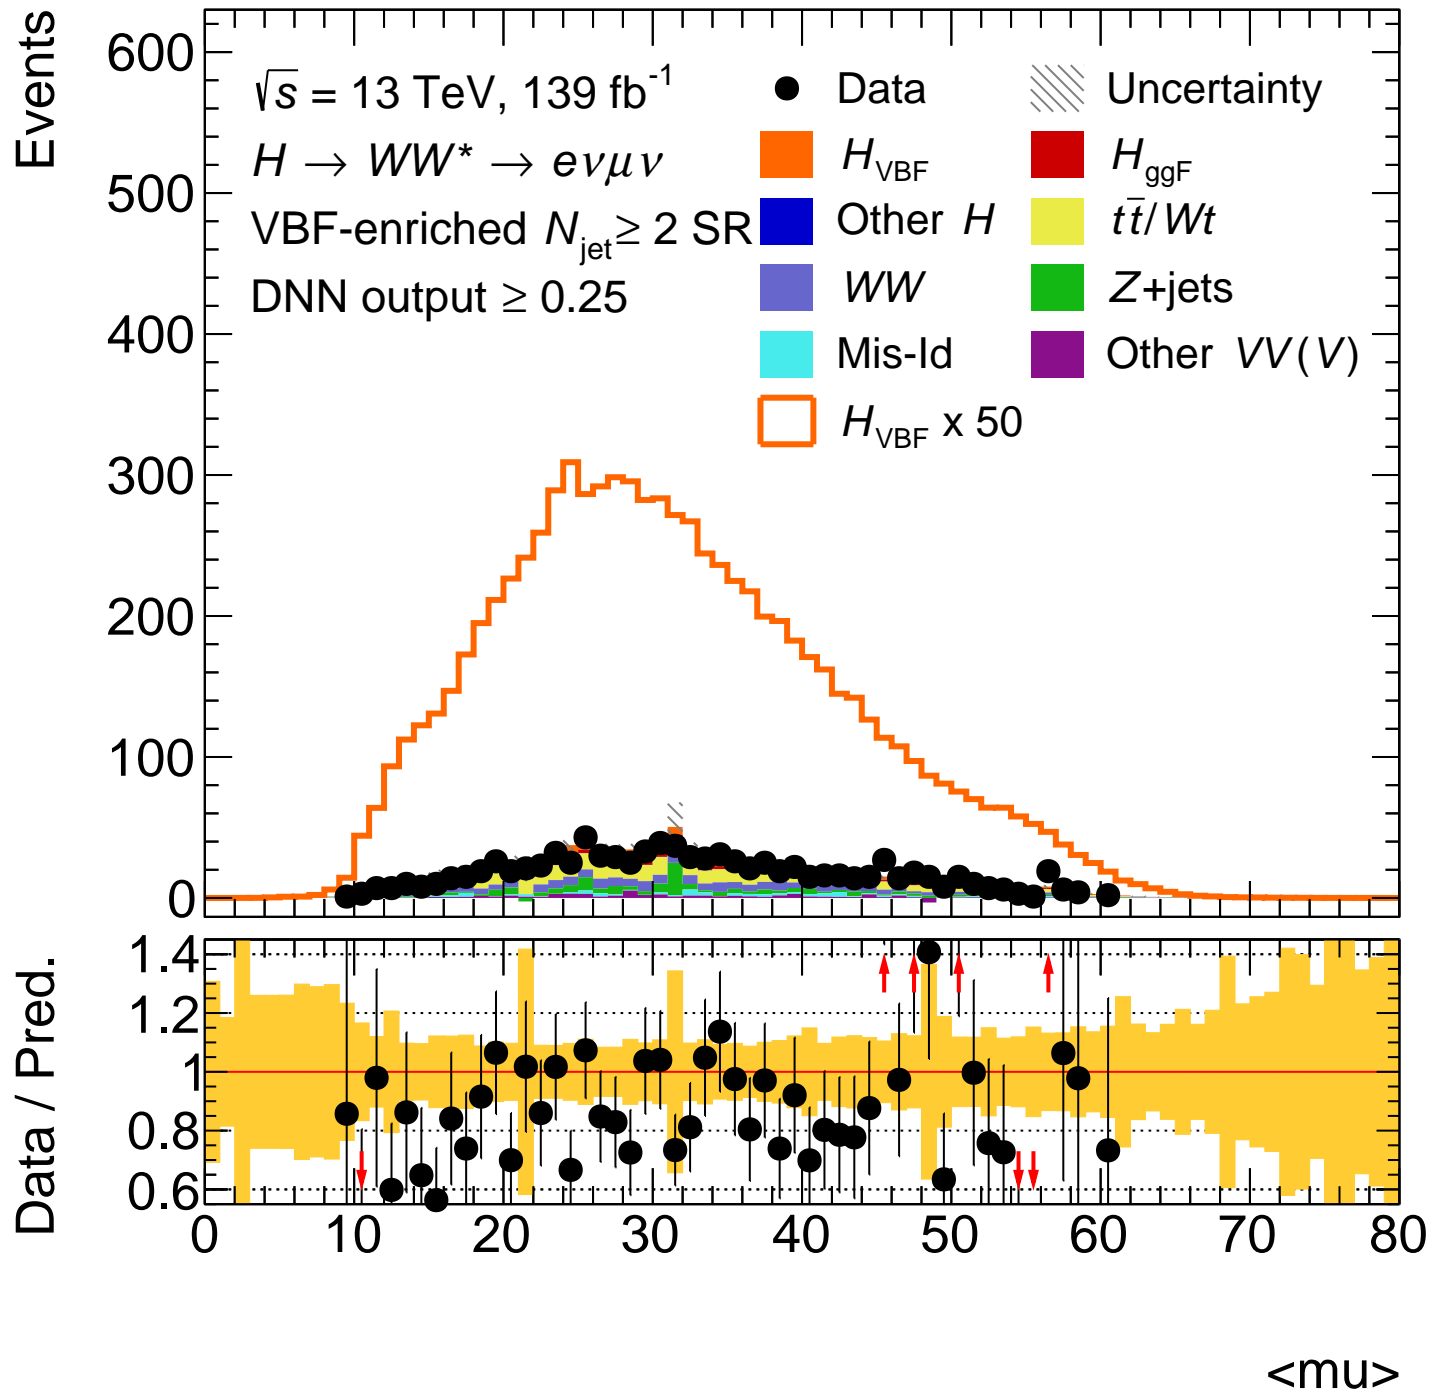 Events
600
500
400
300
200
100
0
√s = 13 TeV, 139 fb⁻¹
H → WW* → eνμν
VBF-enriched N_jet ≥ 2 SR
DNN output ≥ 0.25
Data
Uncertainty
H_VBF
H_ggF
Other H
tt̄/Wt
WW
Z+jets
Mis-Id
Other VV(V)
H_VBF x 50
Data / Pred.
1.4
1.2
1
0.8
0.6
0 10 20 30 40 50 60 70 80
<mu>